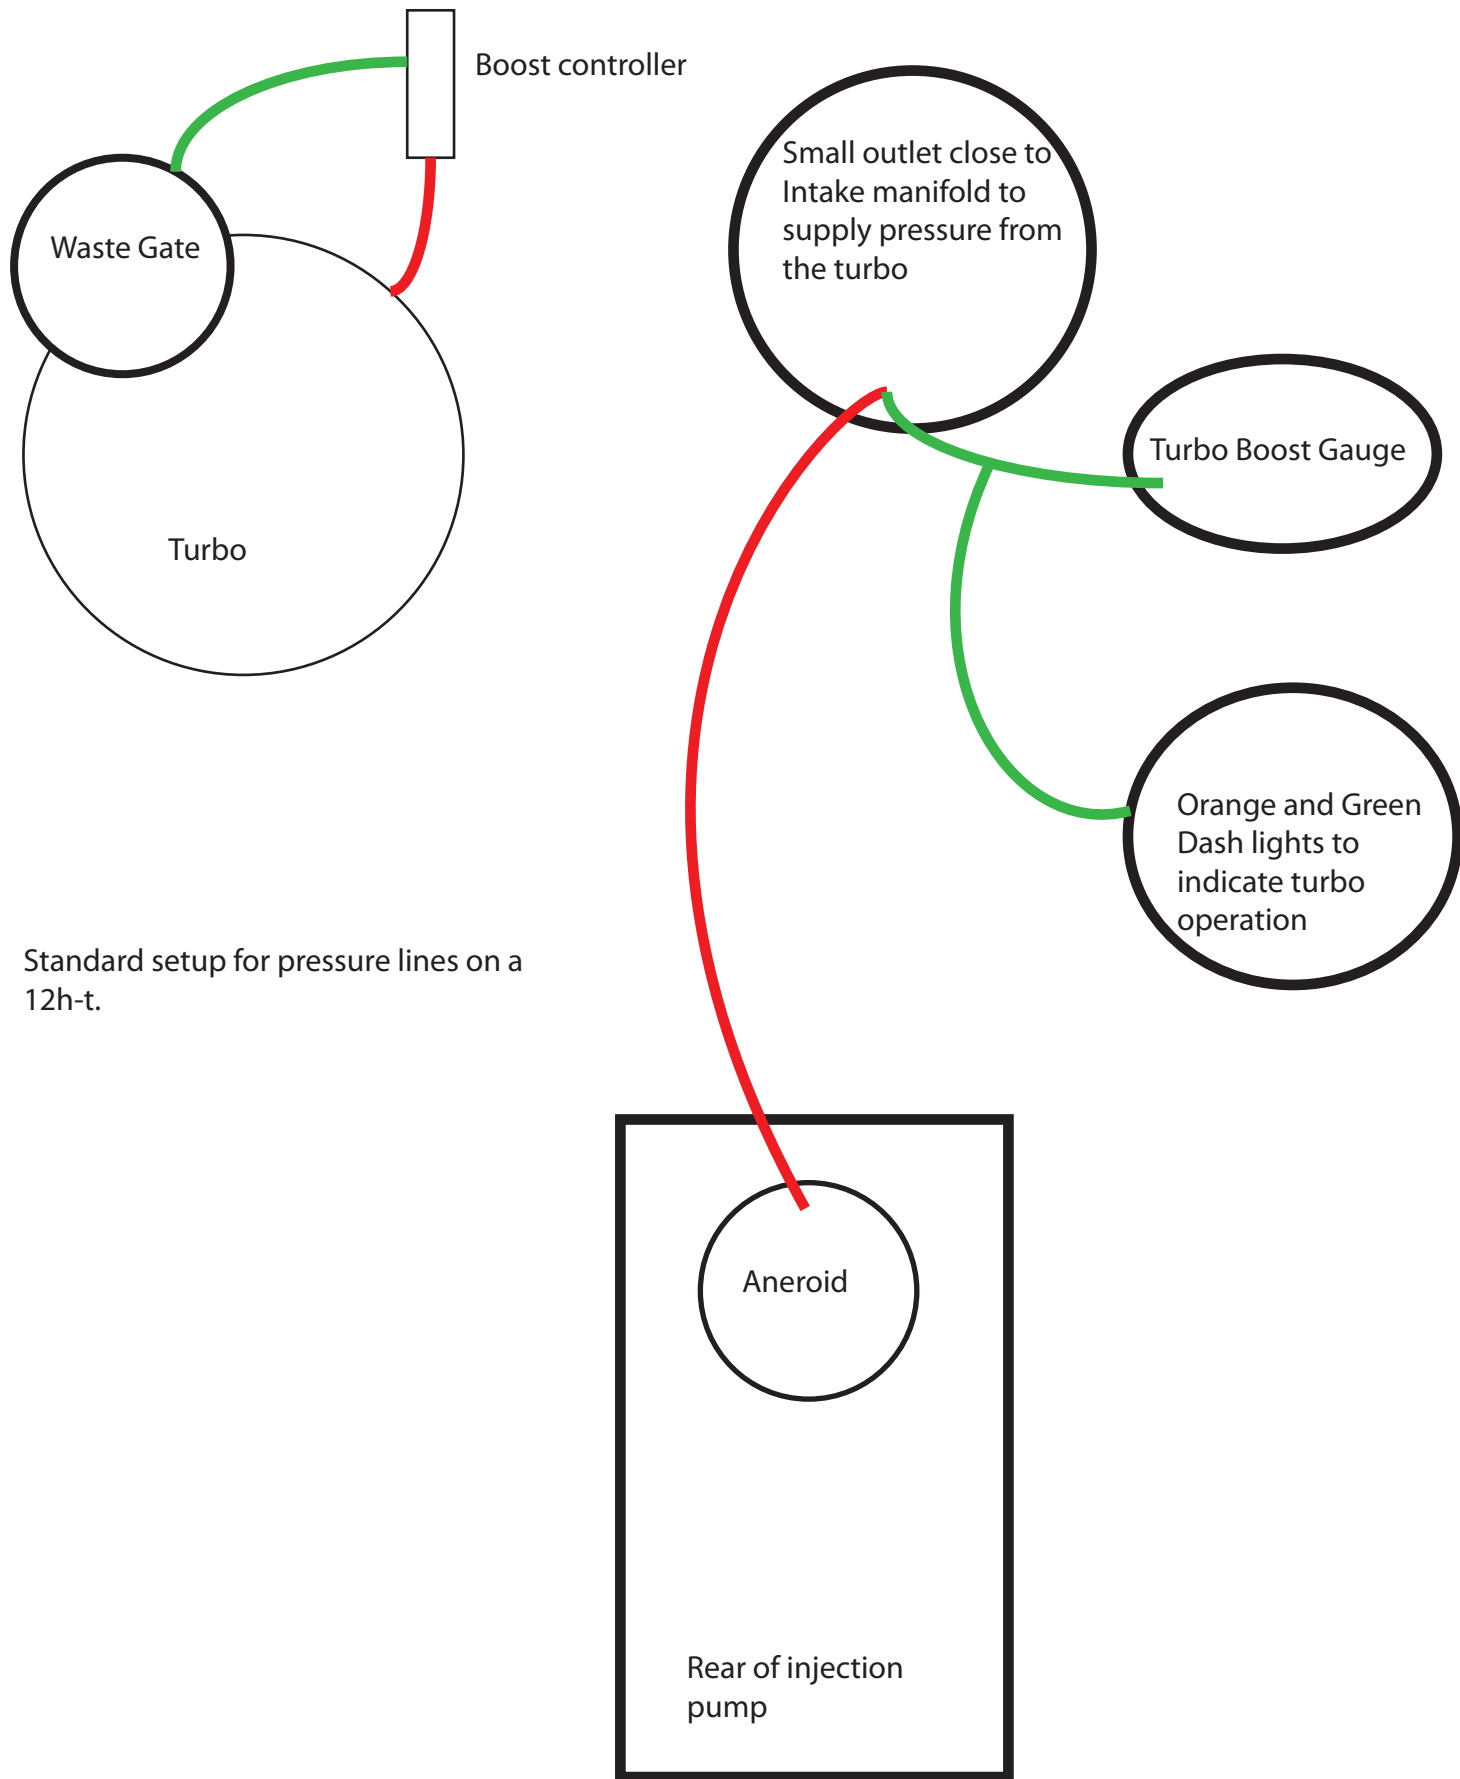 Boost controller
Waste Gate
Turbo
Small outlet close to
Intake manifold to
supply pressure from
the turbo
Turbo Boost Gauge
Orange and Green
Dash lights to
indicate turbo
operation
Standard setup for pressure lines on a
12h-t.
Aneroid
Rear of injection
pump